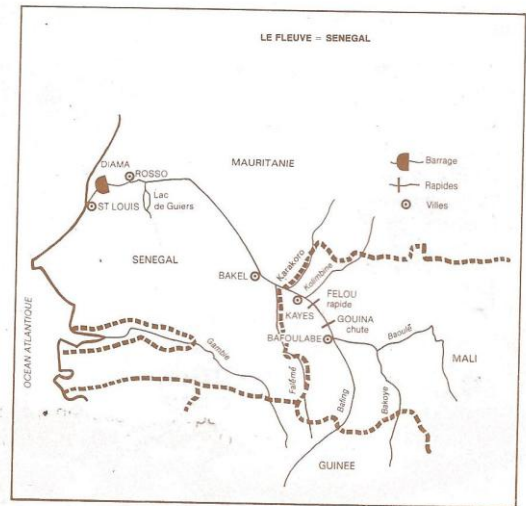 LE FLEUVE = SENEGAL
DIAMA
ROSSO
MAURITANIE
Barrage
Rapides
Villes
ST LOUIS
Lac
de Guiers
SENEGAL
BAKEL
Karakoro
Kolimbine
FELOU
rapide
KAYES
GOUINA
chute
BAFOULABE
Baoulé
MALI
OCEAN ATLANTIQUE
Gambie
Falémé
Bafing
Bakoye
GUINEE